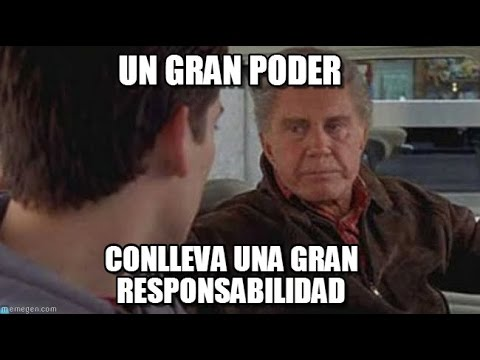 UN GRAN PODER
CONLLEVA UNA GRAN
RESPONSABILIDAD
memegen.com